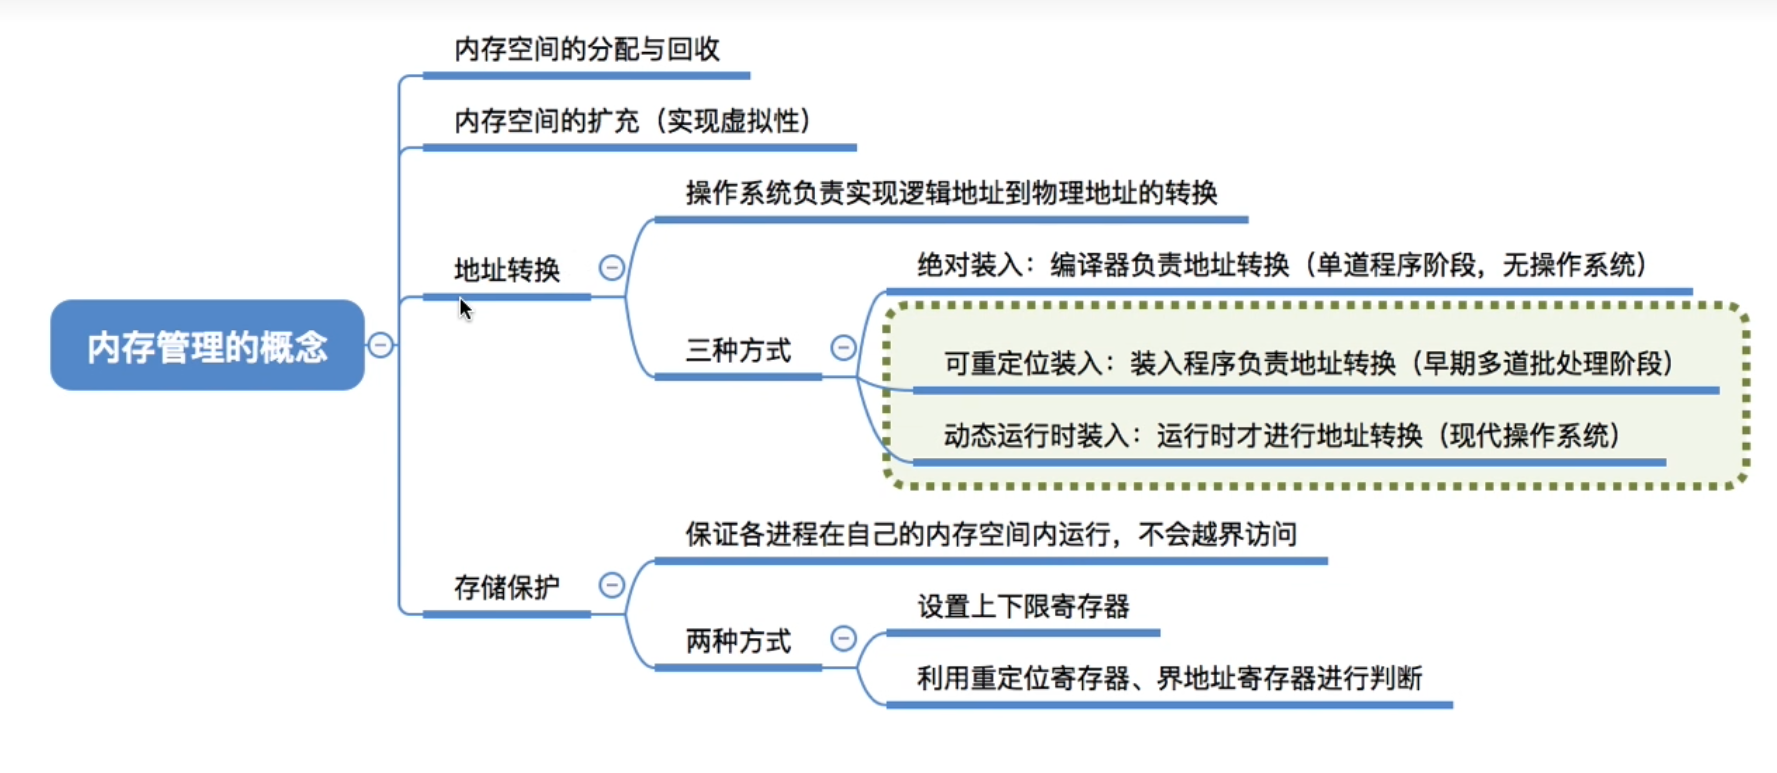 内存空间的分配与回收
内存空间的扩充（实现虚拟性）
操作系统负责实现逻辑地址到物理地址的转换
绝对装入：编译器负责地址转换（单道程序阶段，无操作系统）
地址转换
三种方式
内存管理的概念
可重定位装入：装入程序负责地址转换（早期多道批处理阶段）
动态运行时装入：运行时才进行地址转换（现代操作系统）
保证各进程在自己的内存空间内运行，不会越界访问
存储保护
设置上下限寄存器
两种方式
利用重定位寄存器、界地址寄存器进行判断